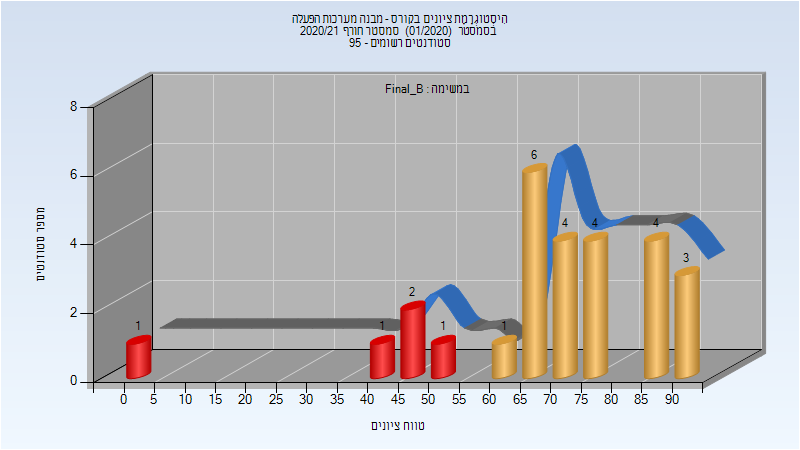 היסטוגרמת ציונים בקורס - מבנה מערכות הפעלה
בסמסטר (01/2020) סמסטר חורף 2020/21
סטודנטים רשומים - 95
במשימה : Final_B
מספר סטודנטים
8
6
4
2
0
1
1
2
1
1
6
4
4
4
3
0 5 10 15 20 25 30 35 40 45 50 55 60 65 70 75 80 85 90
טווח ציונים